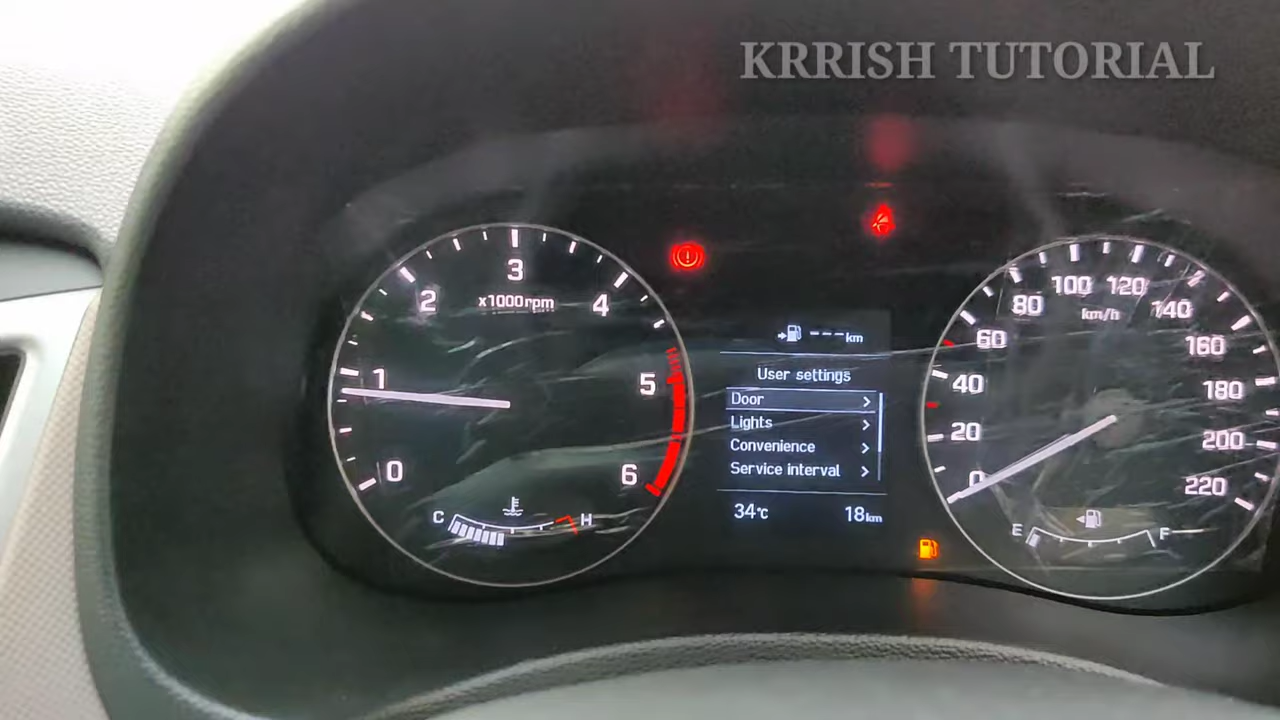 KRRISH TUTORIAL
0
1
2
3
4
5
6
x1000rpm
C
H
--- km
User settings
Door
Lights
Convenience
Service interval
34°C
18km
0
20
40
60
80
100
120
140
160
180
200
220
km/h
E
F